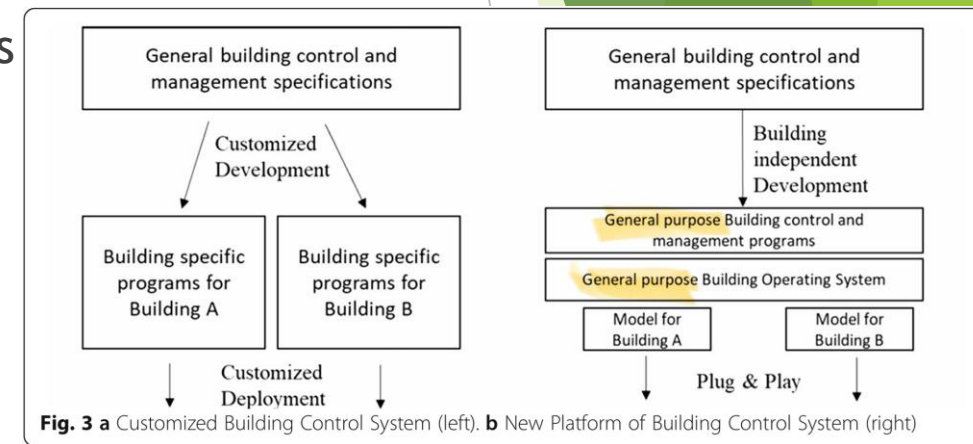 S
General building control and
management specifications
Customized
Development
Building specific
programs for
Building A
Building specific
programs for
Building B
Customized
Deployment
General building control and
management specifications
Building
independent
Development
General purpose Building control and
management programs
General purpose Building Operating System
Model for
Building A
Model for
Building B
Plug & Play
Fig. 3 a Customized Building Control System (left). b New Platform of Building Control System (right)